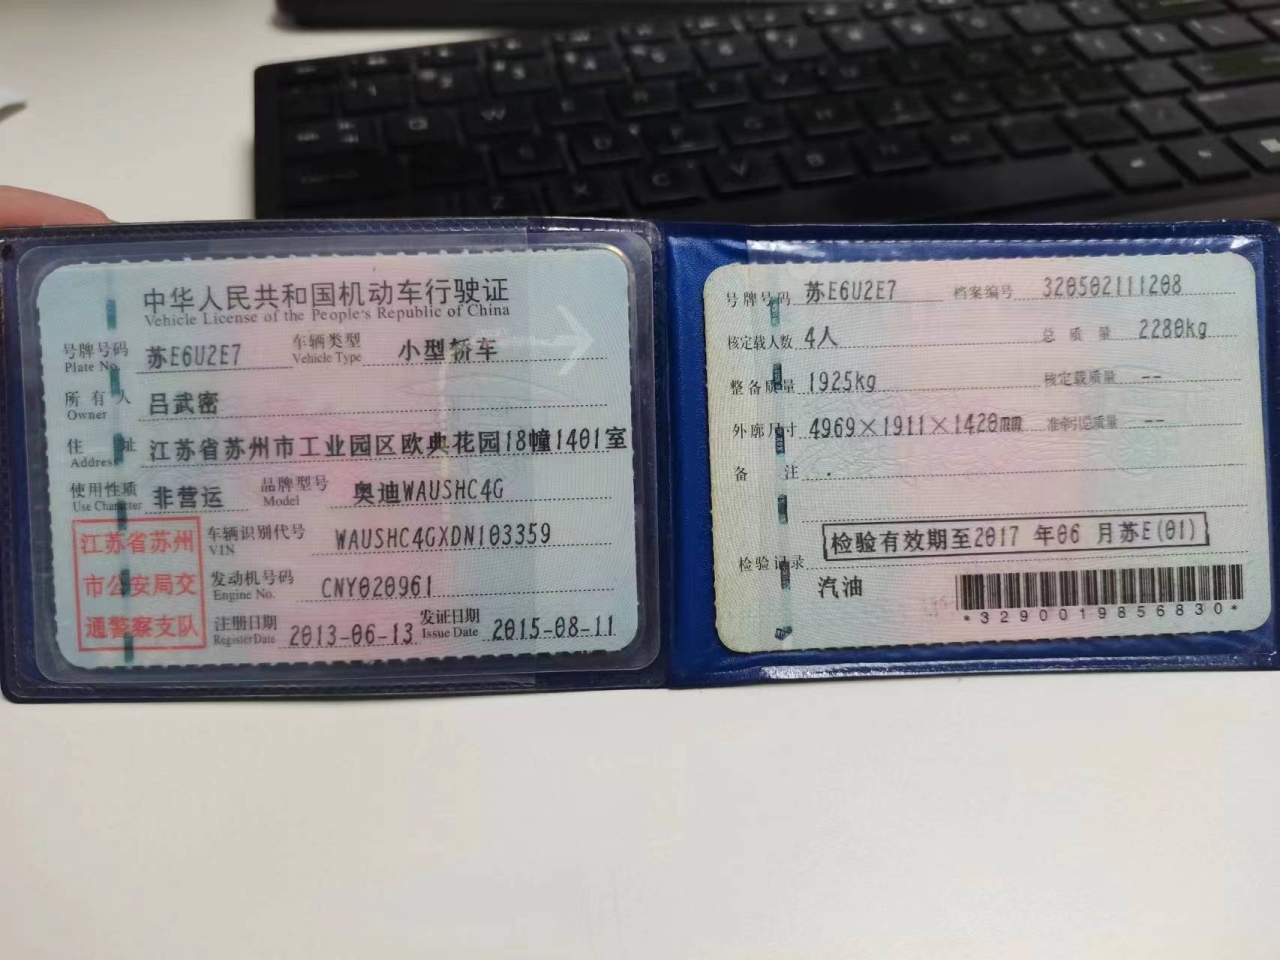 中华人民共和国机动车行驶证
Vehicle License of the People's Republic of China
号牌号码 苏E6U2E7 车辆类型 小型轿车
Plate No. Vehicle Type
所有人 吕武密
Owner
住址 江苏省苏州市工业园区欧典花园18幢1401室
Address
使用性质 非营运 品牌型号 奥迪WAUSHC4G
Use Character Model
江苏省苏州
市公安局交
通警察支队
车辆识别代号 WAUSHC4GXDN103359
VIN
发动机号码 CNY020961
Engine No.
注册日期 2013-06-13 发证日期 2015-08-11
Register Date Issue Date
号牌号码 苏E6U2E7 档案编号 320502111208
核定载人数 4人 总质量 2280kg
整备质量 1925kg 核定载质量 --
外廓尺寸 4969×1911×1420mm 准牵引总质量 --
备注 .
检验有效期至2017 年06 月苏E(01)
检验记录
汽油
*3290019856830*